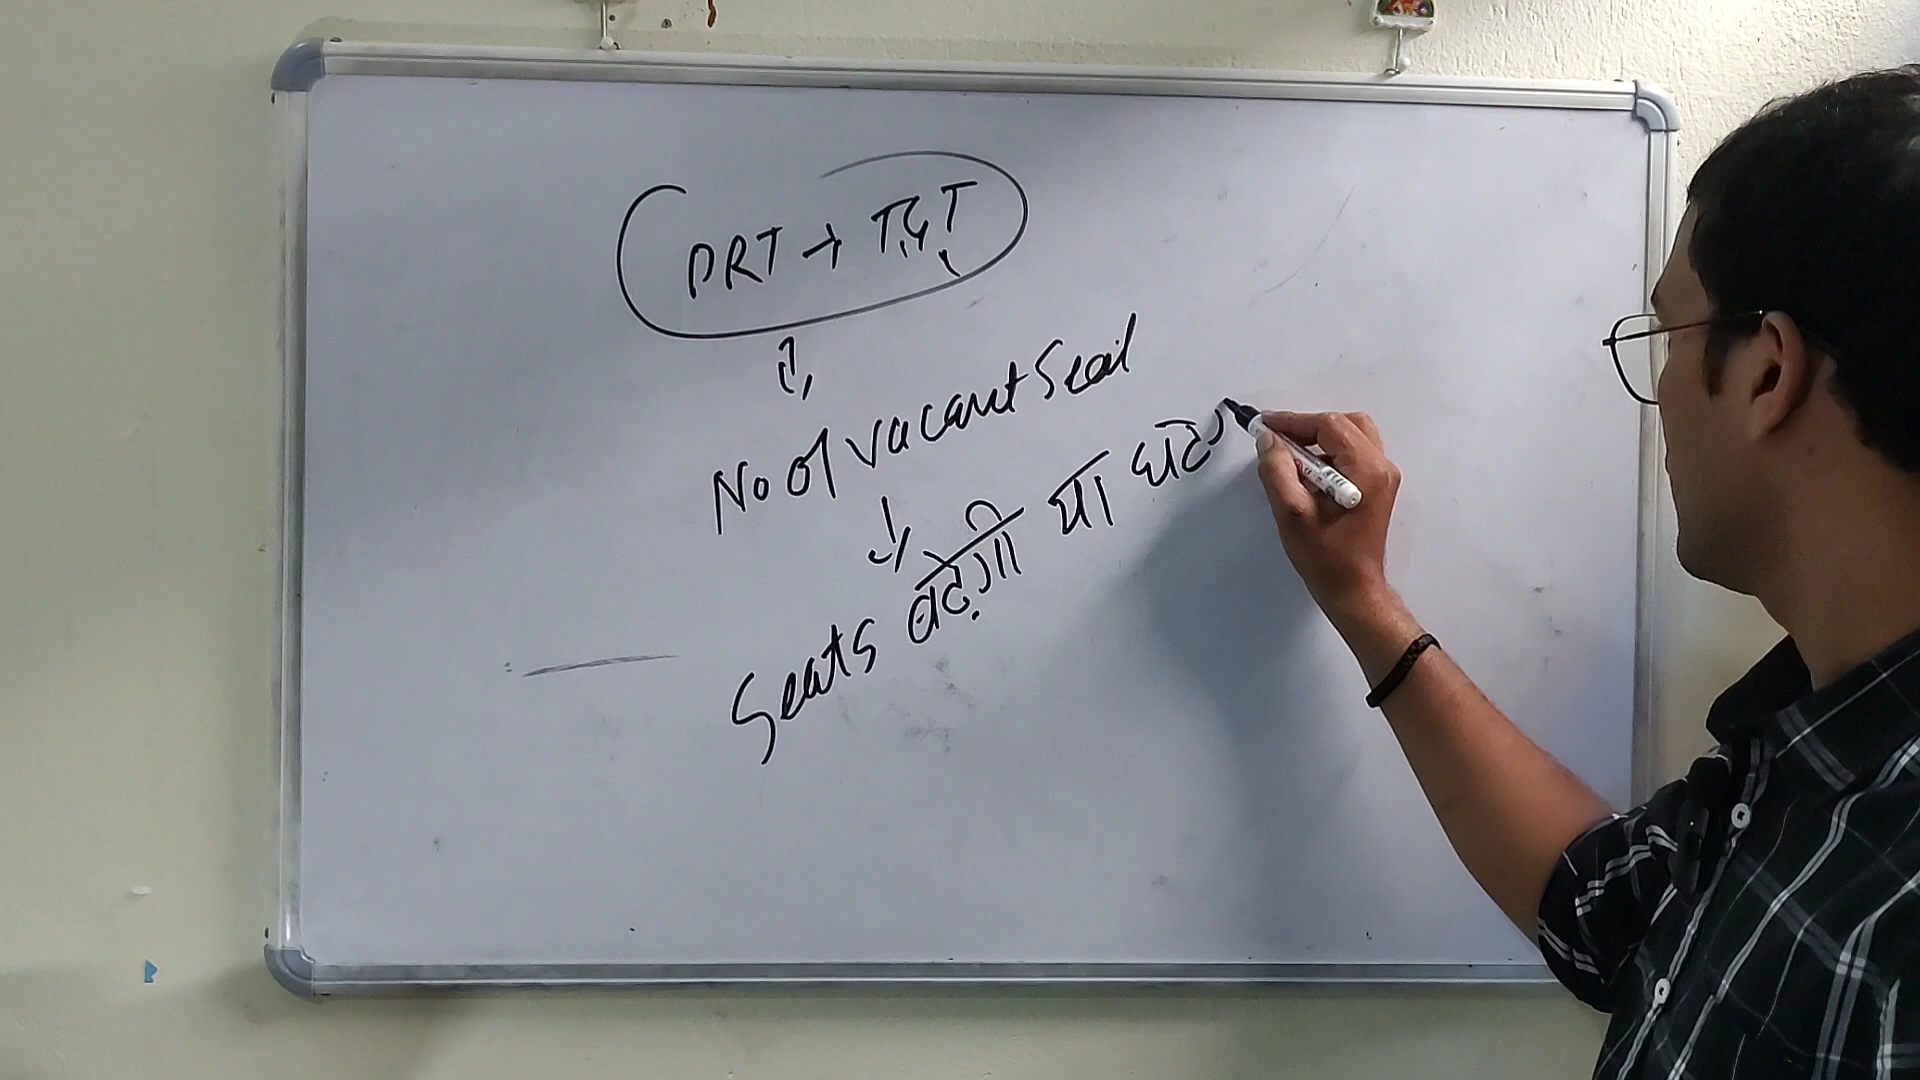 PRT → TGT
No of vacant Seat
Seats बढ़ेगी या घटेग